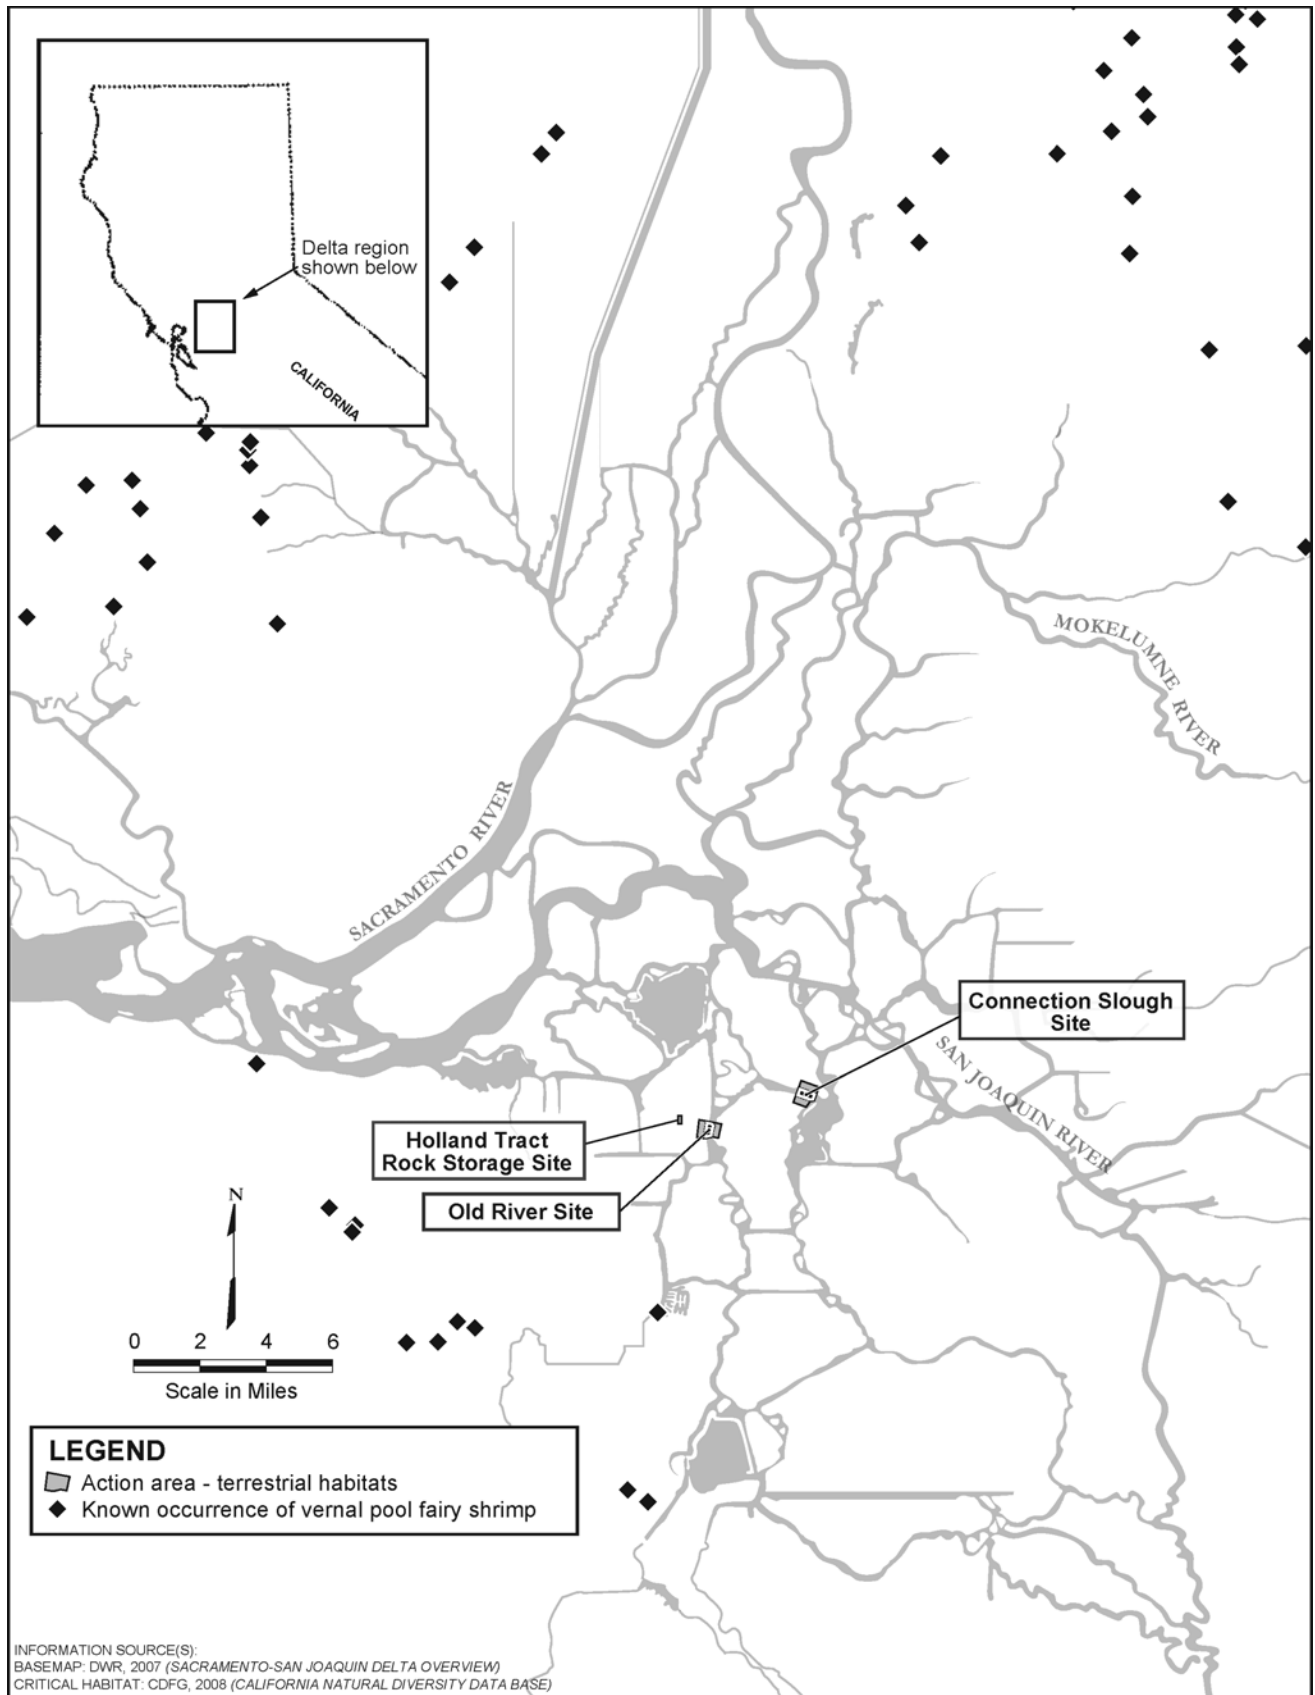 Delta region
shown below
CALIFORNIA
MOKELUMNE RIVER
SACRAMENTO RIVER
Connection Slough
Site
SAN JOAQUIN RIVER
Holland Tract
Rock Storage Site
Old River Site
N
0 2 4 6
Scale in Miles
LEGEND
Action area - terrestrial habitats
Known occurrence of vernal pool fairy shrimp
INFORMATION SOURCE(S):
BASEMAP: DWR, 2007 (SACRAMENTO-SAN JOAQUIN DELTA OVERVIEW)
CRITICAL HABITAT: CDFG, 2008 (CALIFORNIA NATURAL DIVERSITY DATA BASE)